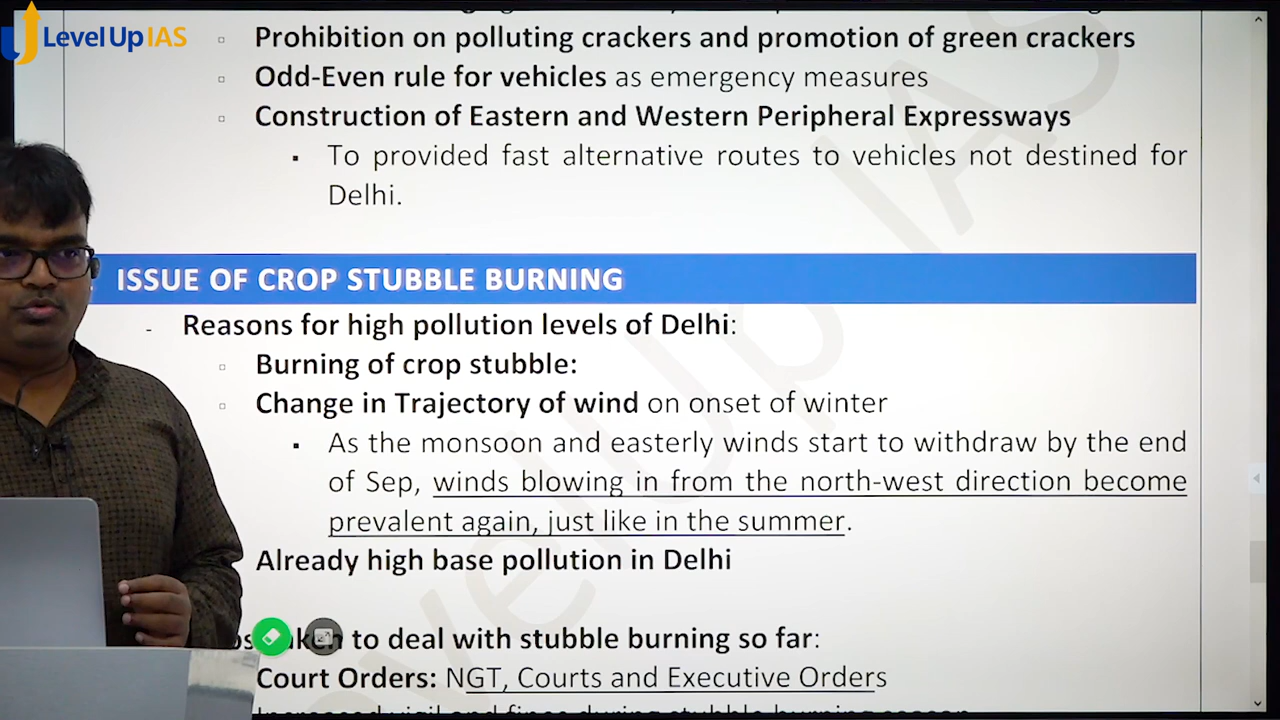 LevelUp IAS
Prohibition on polluting crackers and promotion of green crackers
Odd-Even rule for vehicles as emergency measures
Construction of Eastern and Western Peripheral Expressways
To provided fast alternative routes to vehicles not destined for
Delhi.
ISSUE OF CROP STUBBLE BURNING
- Reasons for high pollution levels of Delhi:
Burning of crop stubble:
Change in Trajectory of wind on onset of winter
As the monsoon and easterly winds start to withdraw by the end
of Sep, winds blowing in from the north-west direction become
prevalent again, just like in the summer.
Already high base pollution in Delhi
to deal with stubble burning so far:
Court Orders: NGT, Courts and Executive Orders